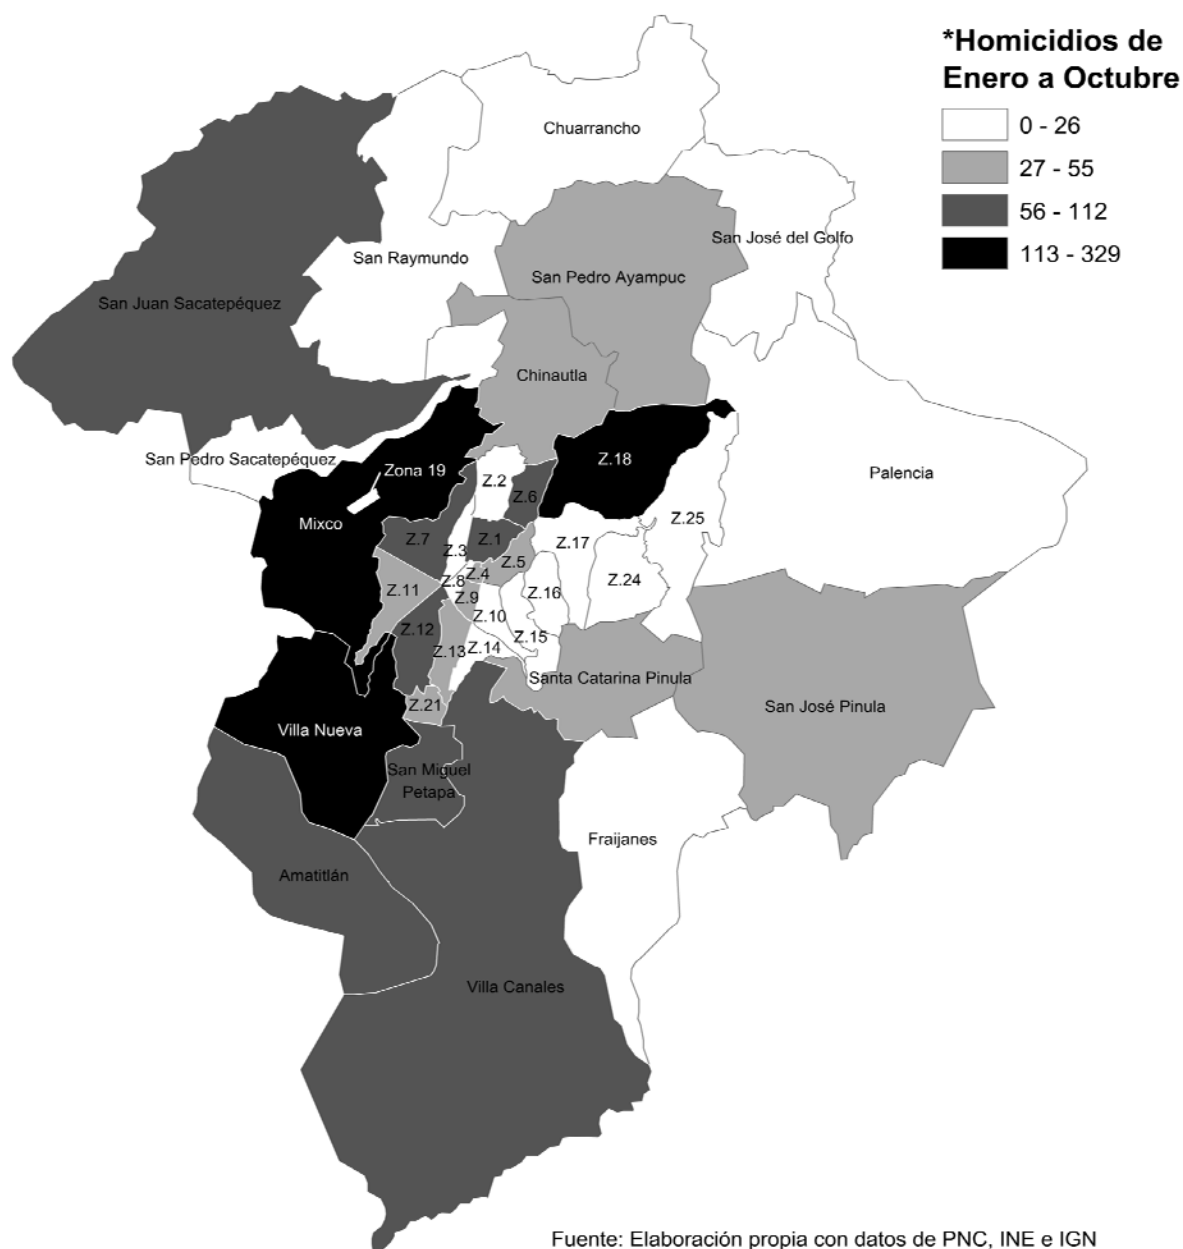 *Homicidios de
Enero a Octubre
0 - 26
27 - 55
56 - 112
113 - 329
Chuarrancho
San José del Golfo
San Raymundo
San Pedro Ayampuc
San Juan Sacatepéquez
Chinautla
San Pedro Sacatepéquez
Zona 19
Z.18
Palencia
Z.2
Z.6
Mixco
Z.25
Z.7
Z.3
Z.1
Z.17
Z.5
Z.4
Z.8
Z.24
Z.11
Z.9
Z.16
Z.10
Z.12
Z.15
Z.13
Z.14
Santa Catarina Pinula
Z.21
San José Pinula
Villa Nueva
San Miguel
Petapa
Fraijanes
Amatitlán
Villa Canales
Fuente: Elaboración propia con datos de PNC, INE e IGN